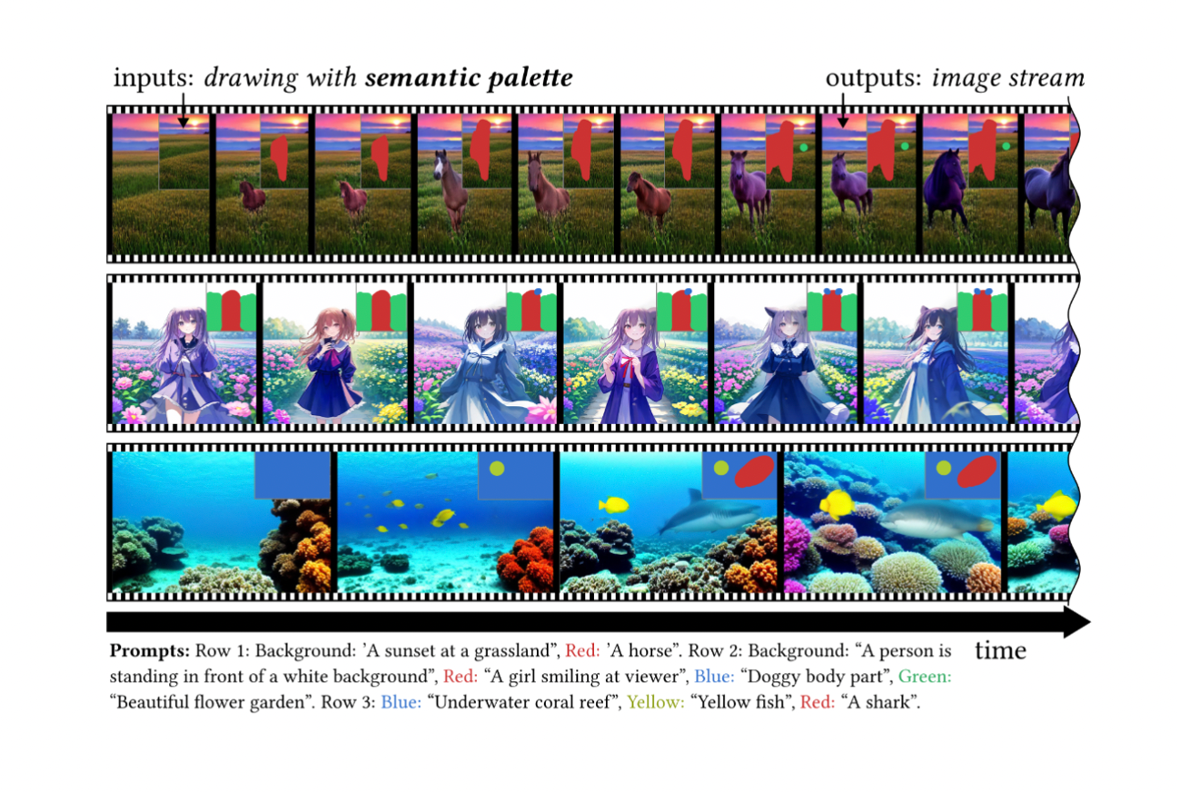 inputs: drawing with semantic palette
outputs: image stream
Prompts: Row 1: Background: 'A sunset at a grassland”, Red: 'A horse”. Row 2: Background: “A person is
standing in front of a white background”, Red: “A girl smiling at viewer”, Blue: “Doggy body part”, Green:
“Beautiful flower garden”. Row 3: Blue: “Underwater coral reef”, Yellow: “Yellow fish”, Red: “A shark”.
time